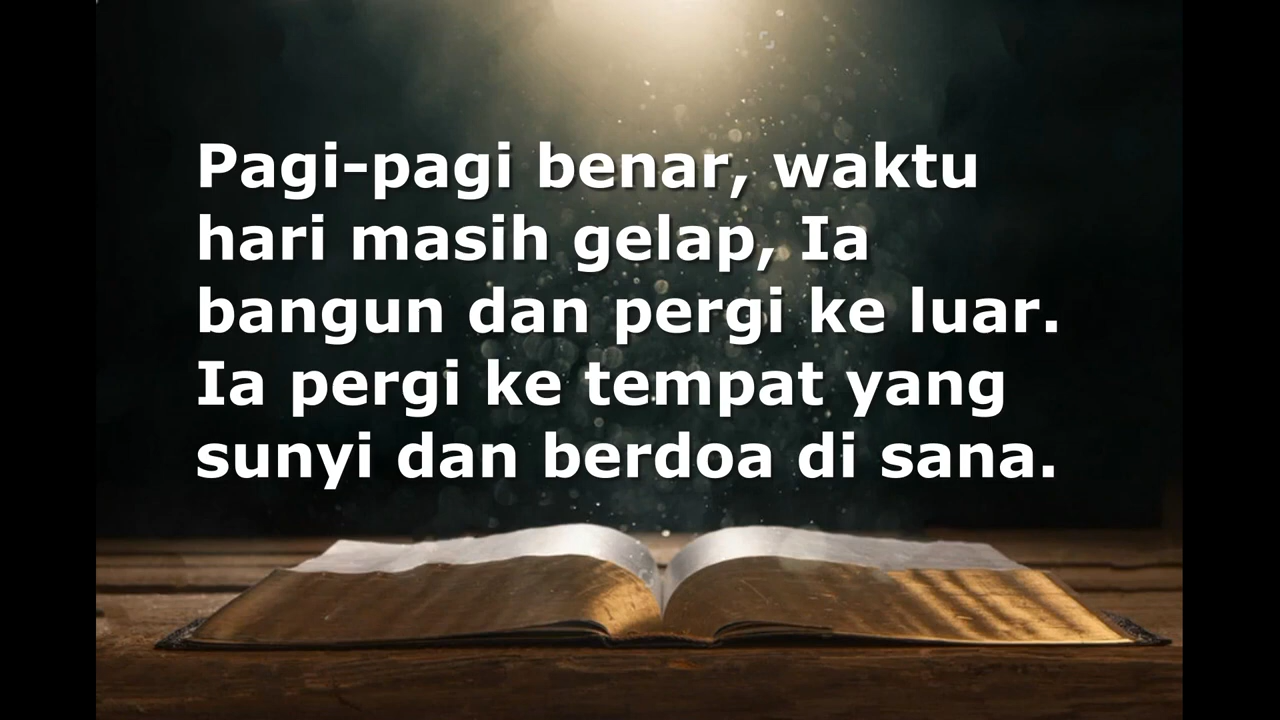 Pagi-pagi benar, waktu
hari masih gelap, Ia
bangun dan pergi ke luar.
Ia pergi ke tempat yang
sunyi dan berdoa di sana.